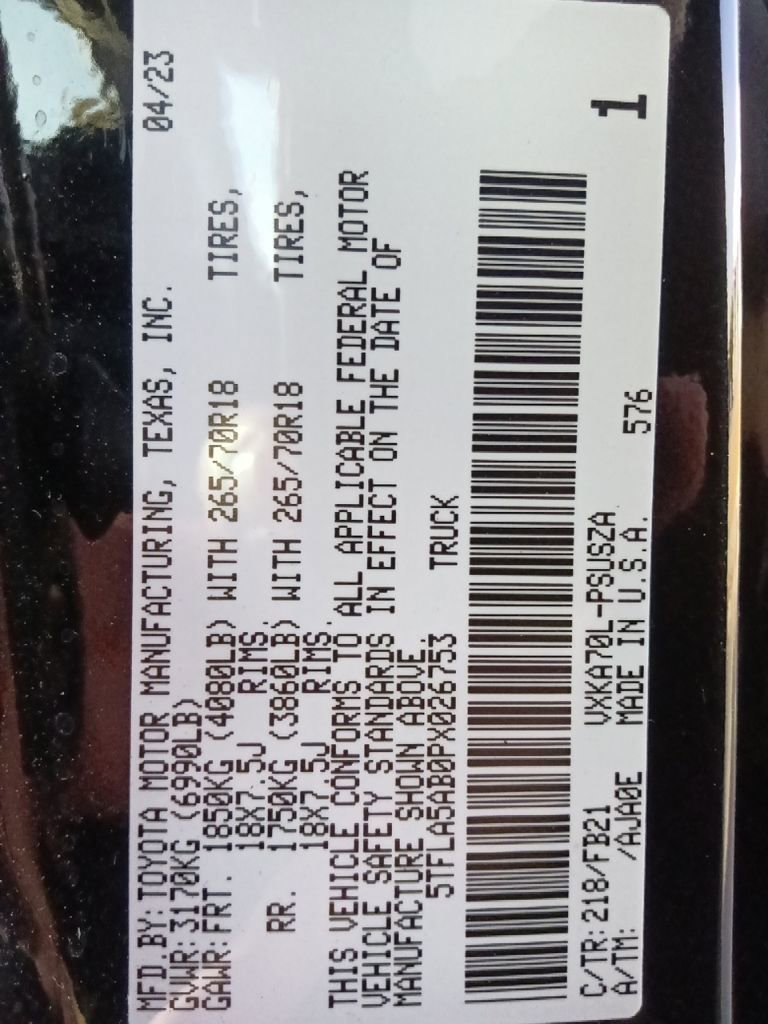 MFD.BY:TOYOTA MOTOR MANUFACTURING, TEXAS, INC. 04/23
GVWR:3170KG (6990LB)
GAWR:FRT. 1850KG (4080LB) WITH 265/70R18 TIRES,
18X7.5J RIMS.
RR. 1750KG (3860LB) WITH 265/70R18 TIRES,
18X7.5J RIMS.
THIS VEHICLE CONFORMS TO ALL APPLICABLE FEDERAL MOTOR
VEHICLE SAFETY STANDARDS IN EFFECT ON THE DATE OF
MANUFACTURE SHOWN ABOVE.
5TFLA5AB0PX026753 TRUCK
1
C/TR:218/FB21 VXKA70L-PSUSZA
A/TM: /AJA0E MADE IN U.S.A. 576